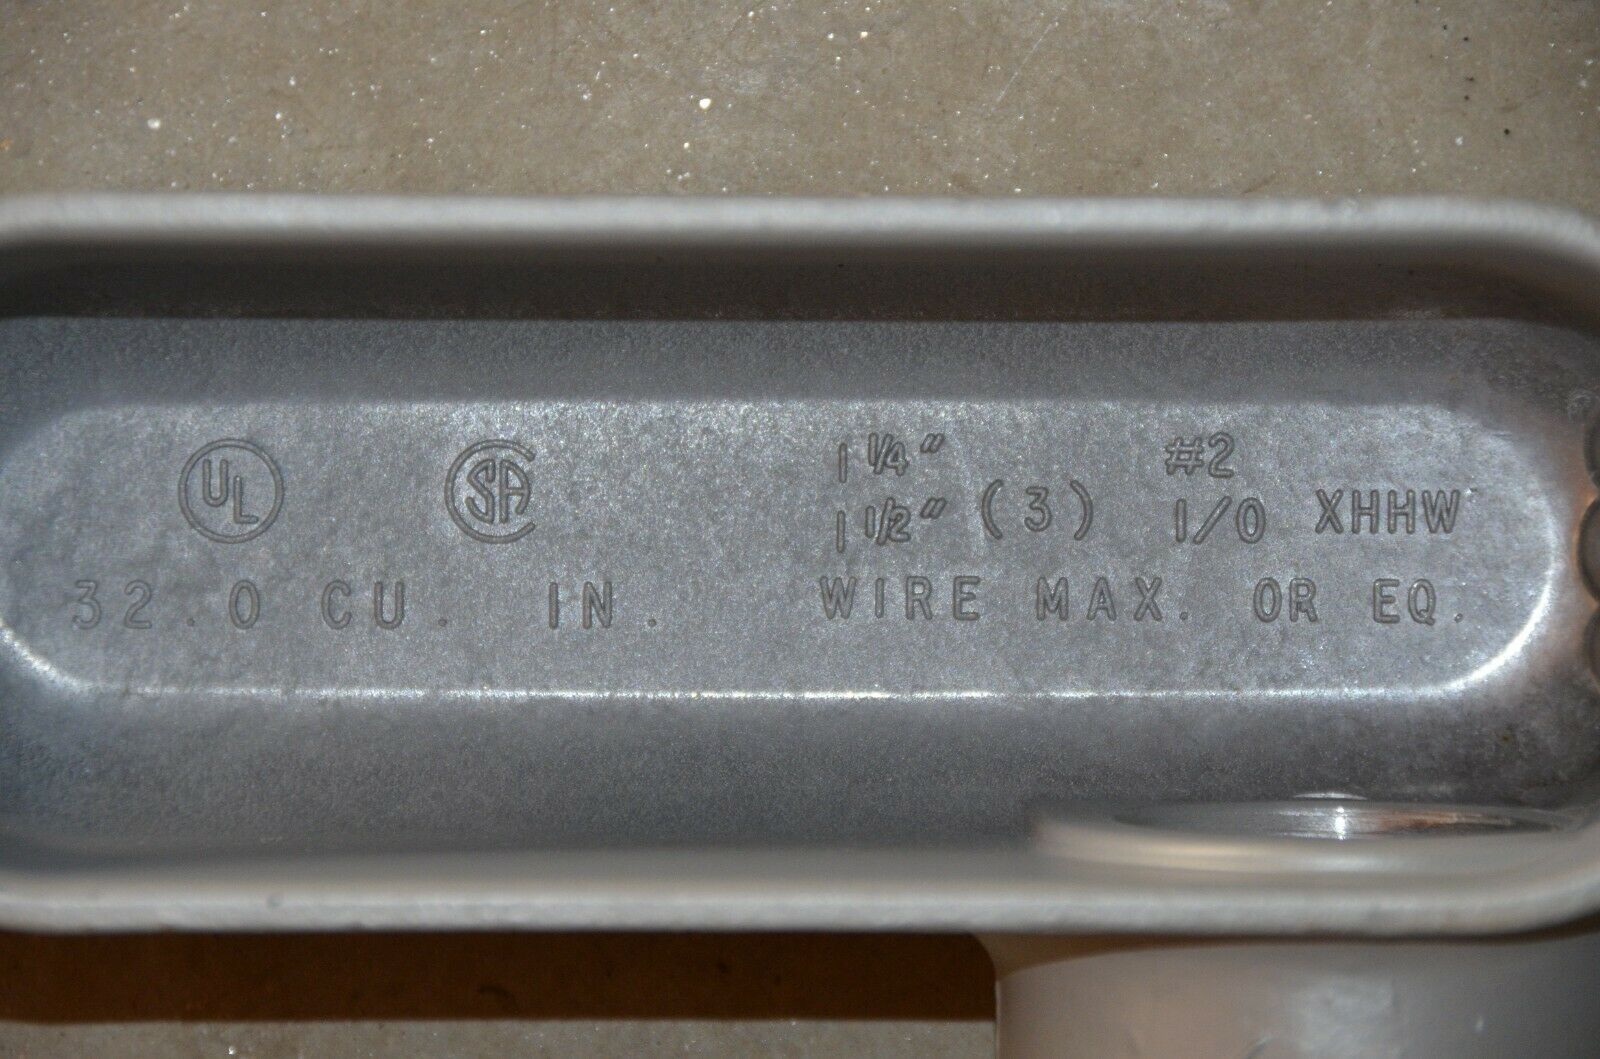 UL
CSA
32.0 CU. IN.
1 1/4" #2
1 1/2" (3) 1/0 XHHW
WIRE MAX. OR EQ.